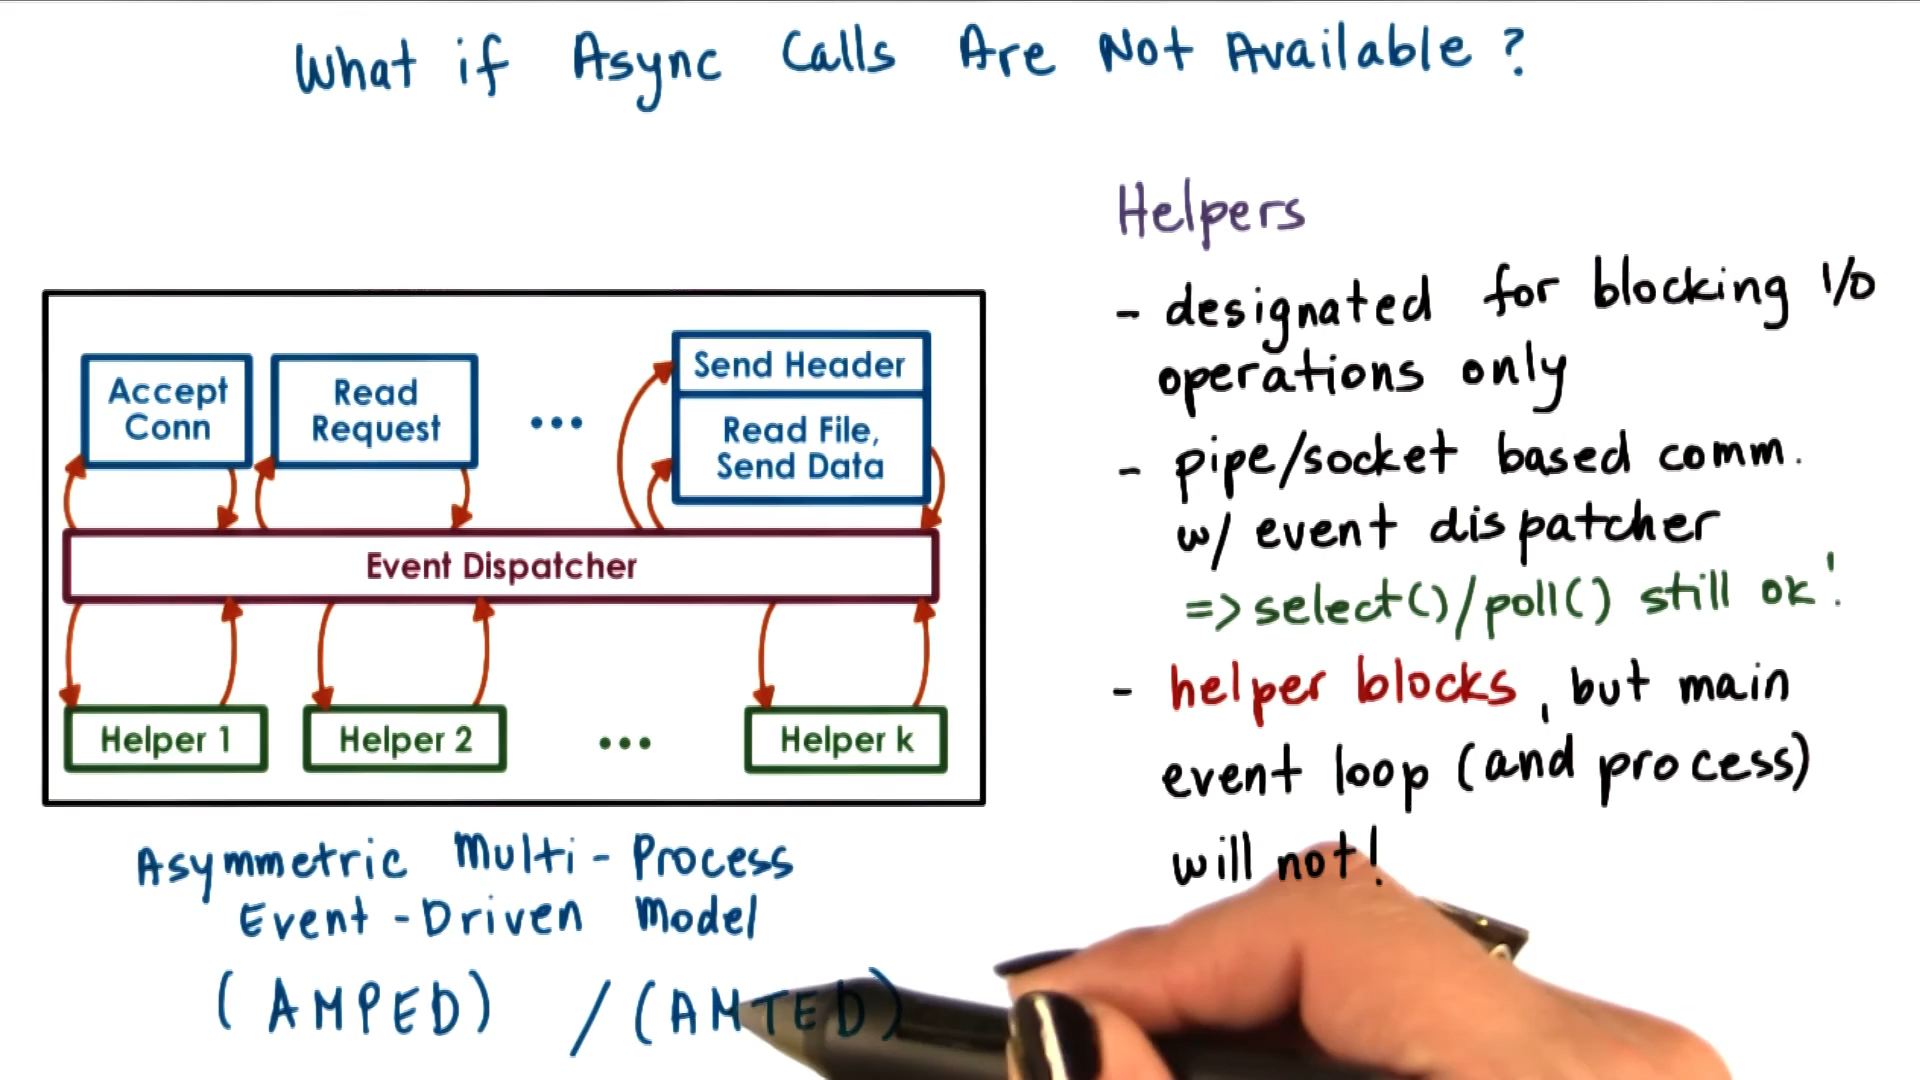 What if Async Calls Are Not Available?
Accept
Conn
Read
Request
...
Send Header
Read File,
Send Data
Event Dispatcher
Helper 1
Helper 2
...
Helper k
Asymmetric Multi-Process
Event-Driven Model
(AMPED) / (AMTED)
Helpers
- designated for blocking I/O
operations only
- pipe/socket based comm.
w/ event dispatcher
=> select()/poll() still ok!
- helper blocks, but main
event loop (and process)
will not!